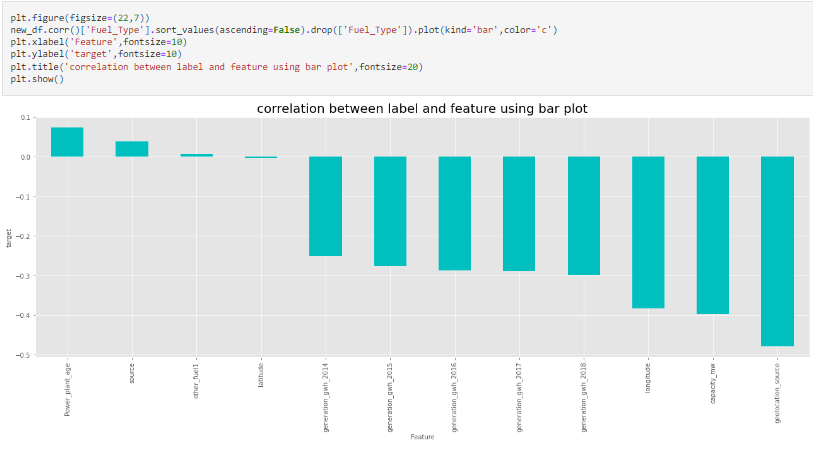 plt.figure(figsize=(22,7))
new_df.corr()['Fuel_Type'].sort_values(ascending=False).drop(['Fuel_Type']).plot(kind='bar',color='c')
plt.xlabel('Feature',fontsize=10)
plt.ylabel('target',fontsize=10)
plt.title('correlation between label and feature using bar plot',fontsize=20)
plt.show()
correlation between label and feature using bar plot
0.1
0.0
−0.1
−0.2
−0.3
−0.4
−0.5
target
Power_plant_age
source
other_fuel1
latitude
generation_gwh_2014
generation_gwh_2015
generation_gwh_2016
generation_gwh_2017
generation_gwh_2018
longitude
capacity_mw
geolocation_source
Feature